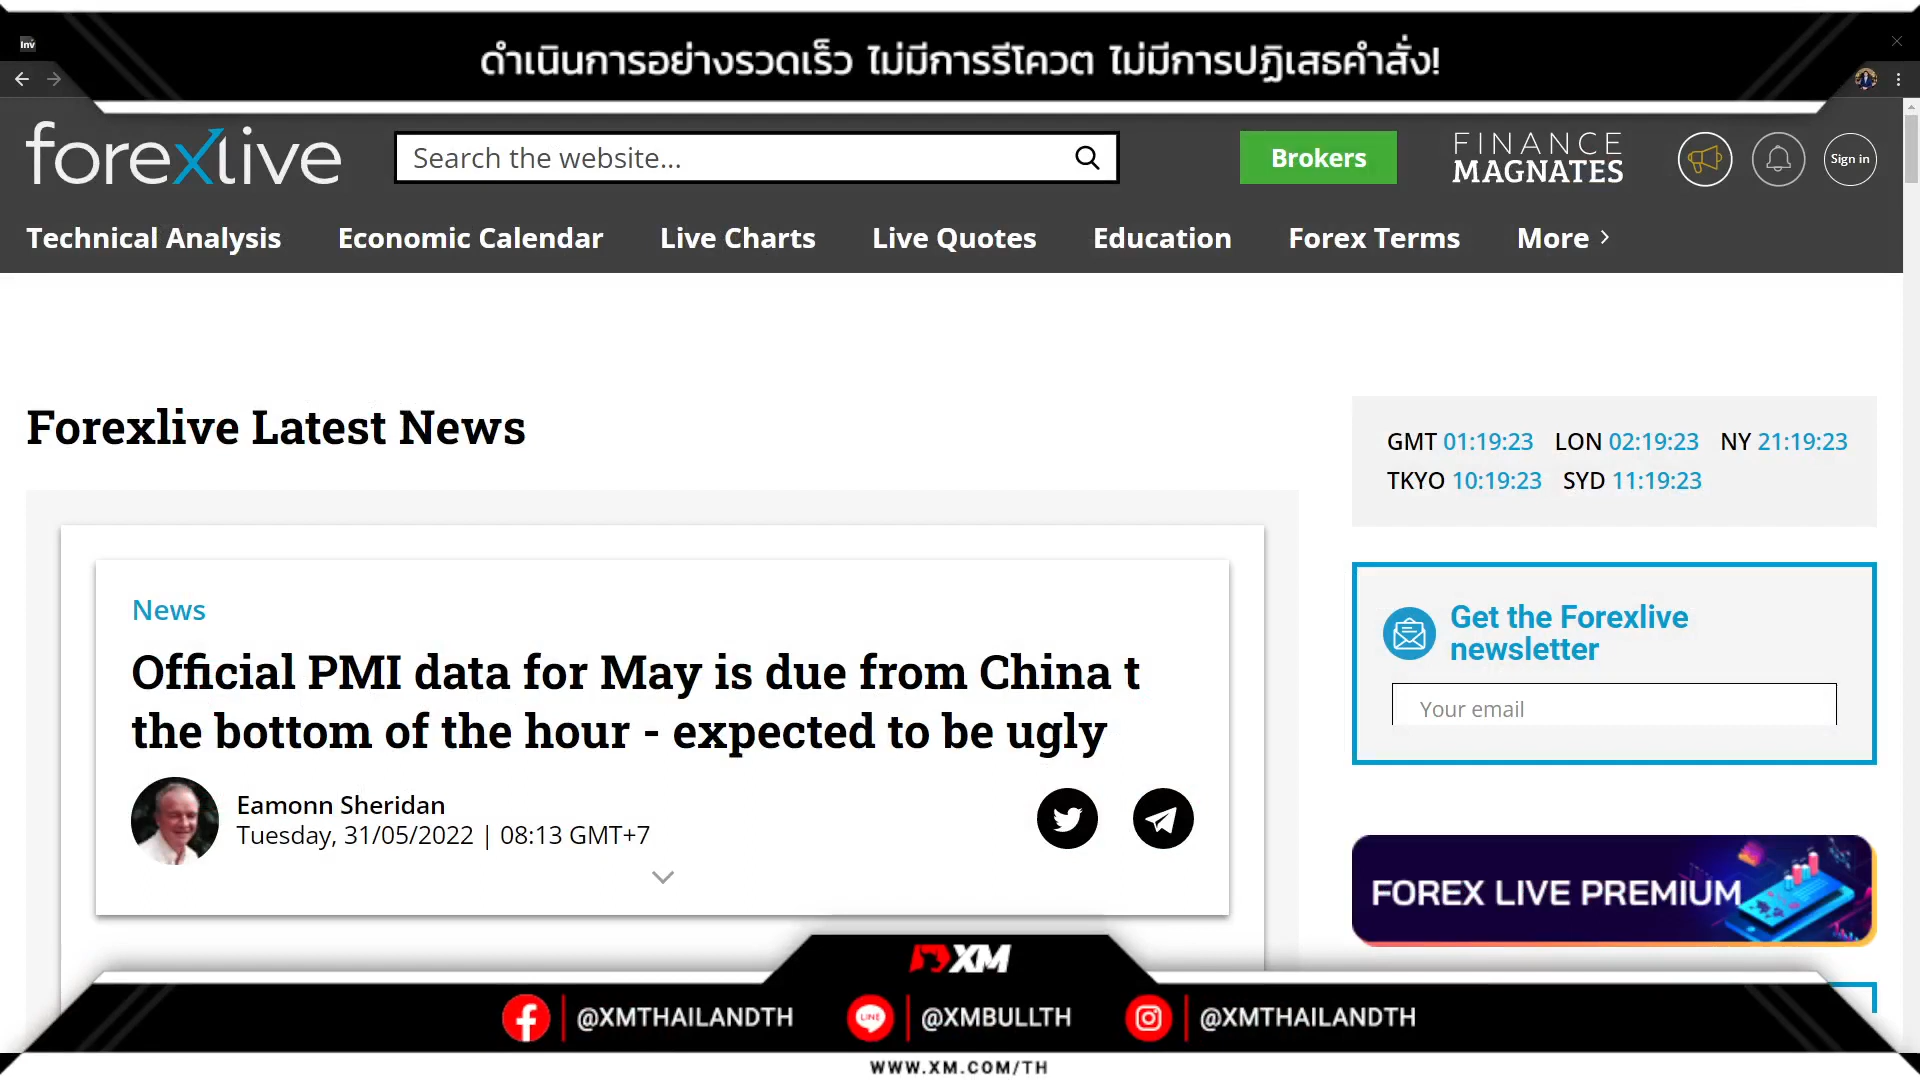 Inv
ดำเนินการอย่างรวดเร็ว ไม่มีการรีโควต ไม่มีการปฏิเสธคำสั่ง!
forexlive
Search the website...
Brokers
FINANCE
MAGNATES
Sign in
Technical Analysis
Economic Calendar
Live Charts
Live Quotes
Education
Forex Terms
More
Forexlive Latest News
GMT 01:19:23 LON 02:19:23 NY 21:19:23
TKYO 10:19:23 SYD 11:19:23
News
Official PMI data for May is due from China t
the bottom of the hour - expected to be ugly
Eamonn Sheridan
Tuesday, 31/05/2022 | 08:13 GMT+7
Get the Forexlive
newsletter
Your email
FOREX LIVE PREMIUM
XM
@XMTHAILANDTH
LINE
@XMBULLTH
@XMTHAILANDTH
WWW.XM.COM/TH